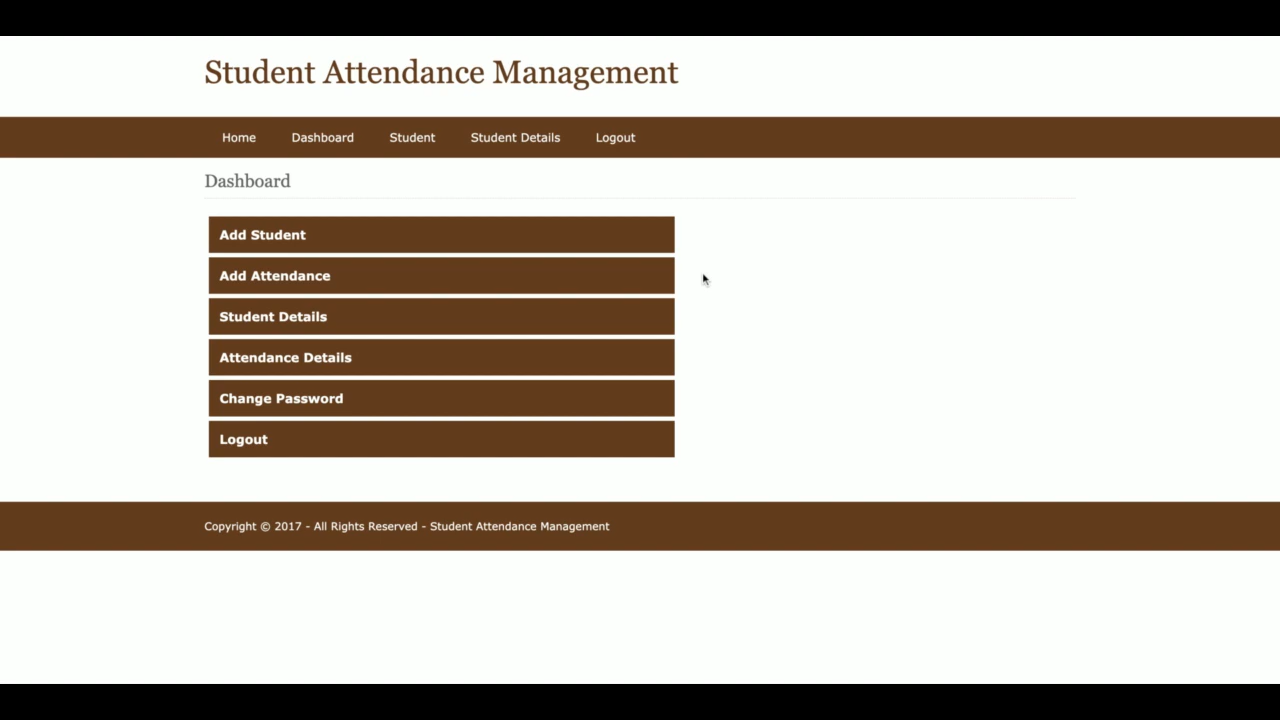 Student Attendance Management
Home Dashboard Student Student Details Logout
Dashboard
Add Student
Add Attendance
Student Details
Attendance Details
Change Password
Logout
Copyright © 2017 - All Rights Reserved - Student Attendance Management